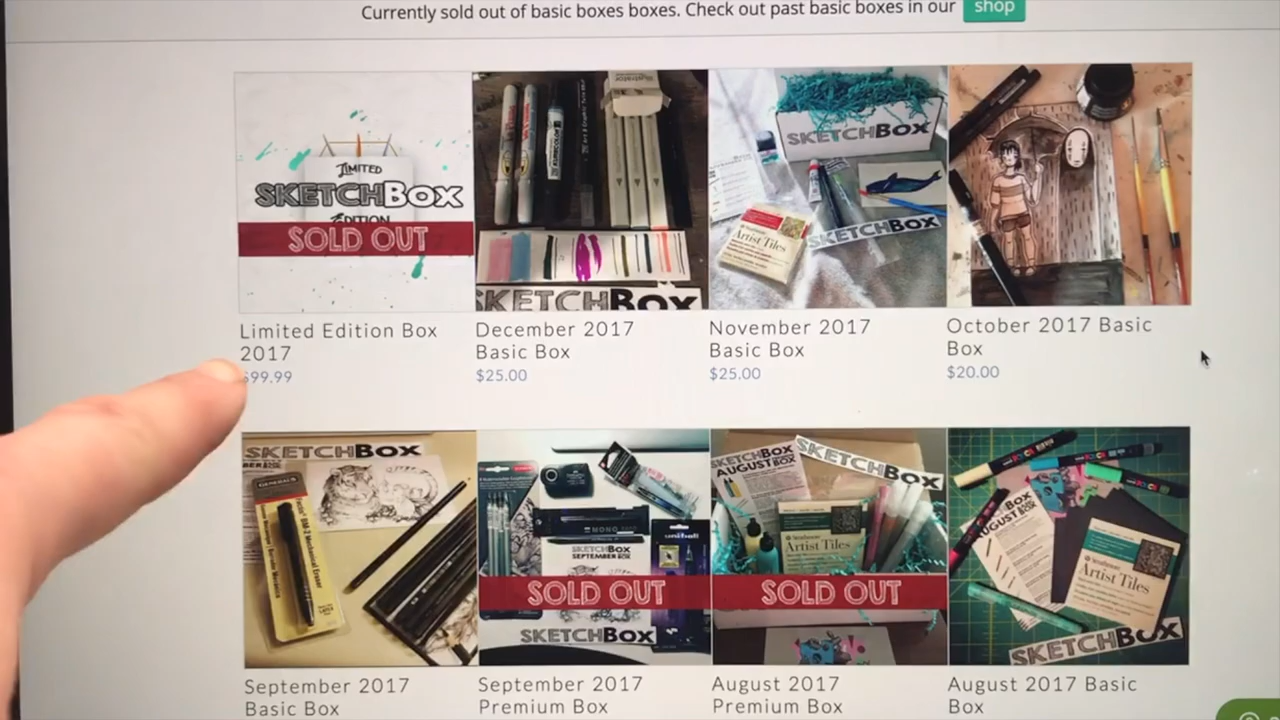 Currently sold out of basic boxes boxes. Check out past basic boxes in our shop
LIMITED
SKETCHBOX
EDITION
SOLD OUT
SKETCHBOX
SKETCHBOX
Artist Tiles
SKETCHBOX
Limited Edition Box
2017
$99.99
December 2017
Basic Box
$25.00
November 2017
Basic Box
$25.00
October 2017 Basic
Box
$20.00
SKETCHBOX
GENERAL'S
SKETCHBOX
SEPTEMBER
MONO
uniball
SOLD OUT
SKETCHBOX
SKETCHBOX
AUGUST BOX
SKETCHBOX
Artist Tiles
SOLD OUT
AUGUST
Artist Tiles
SKETCHBOX
September 2017
Basic Box
September 2017
Premium Box
August 2017
Premium Box
August 2017 Basic
Box